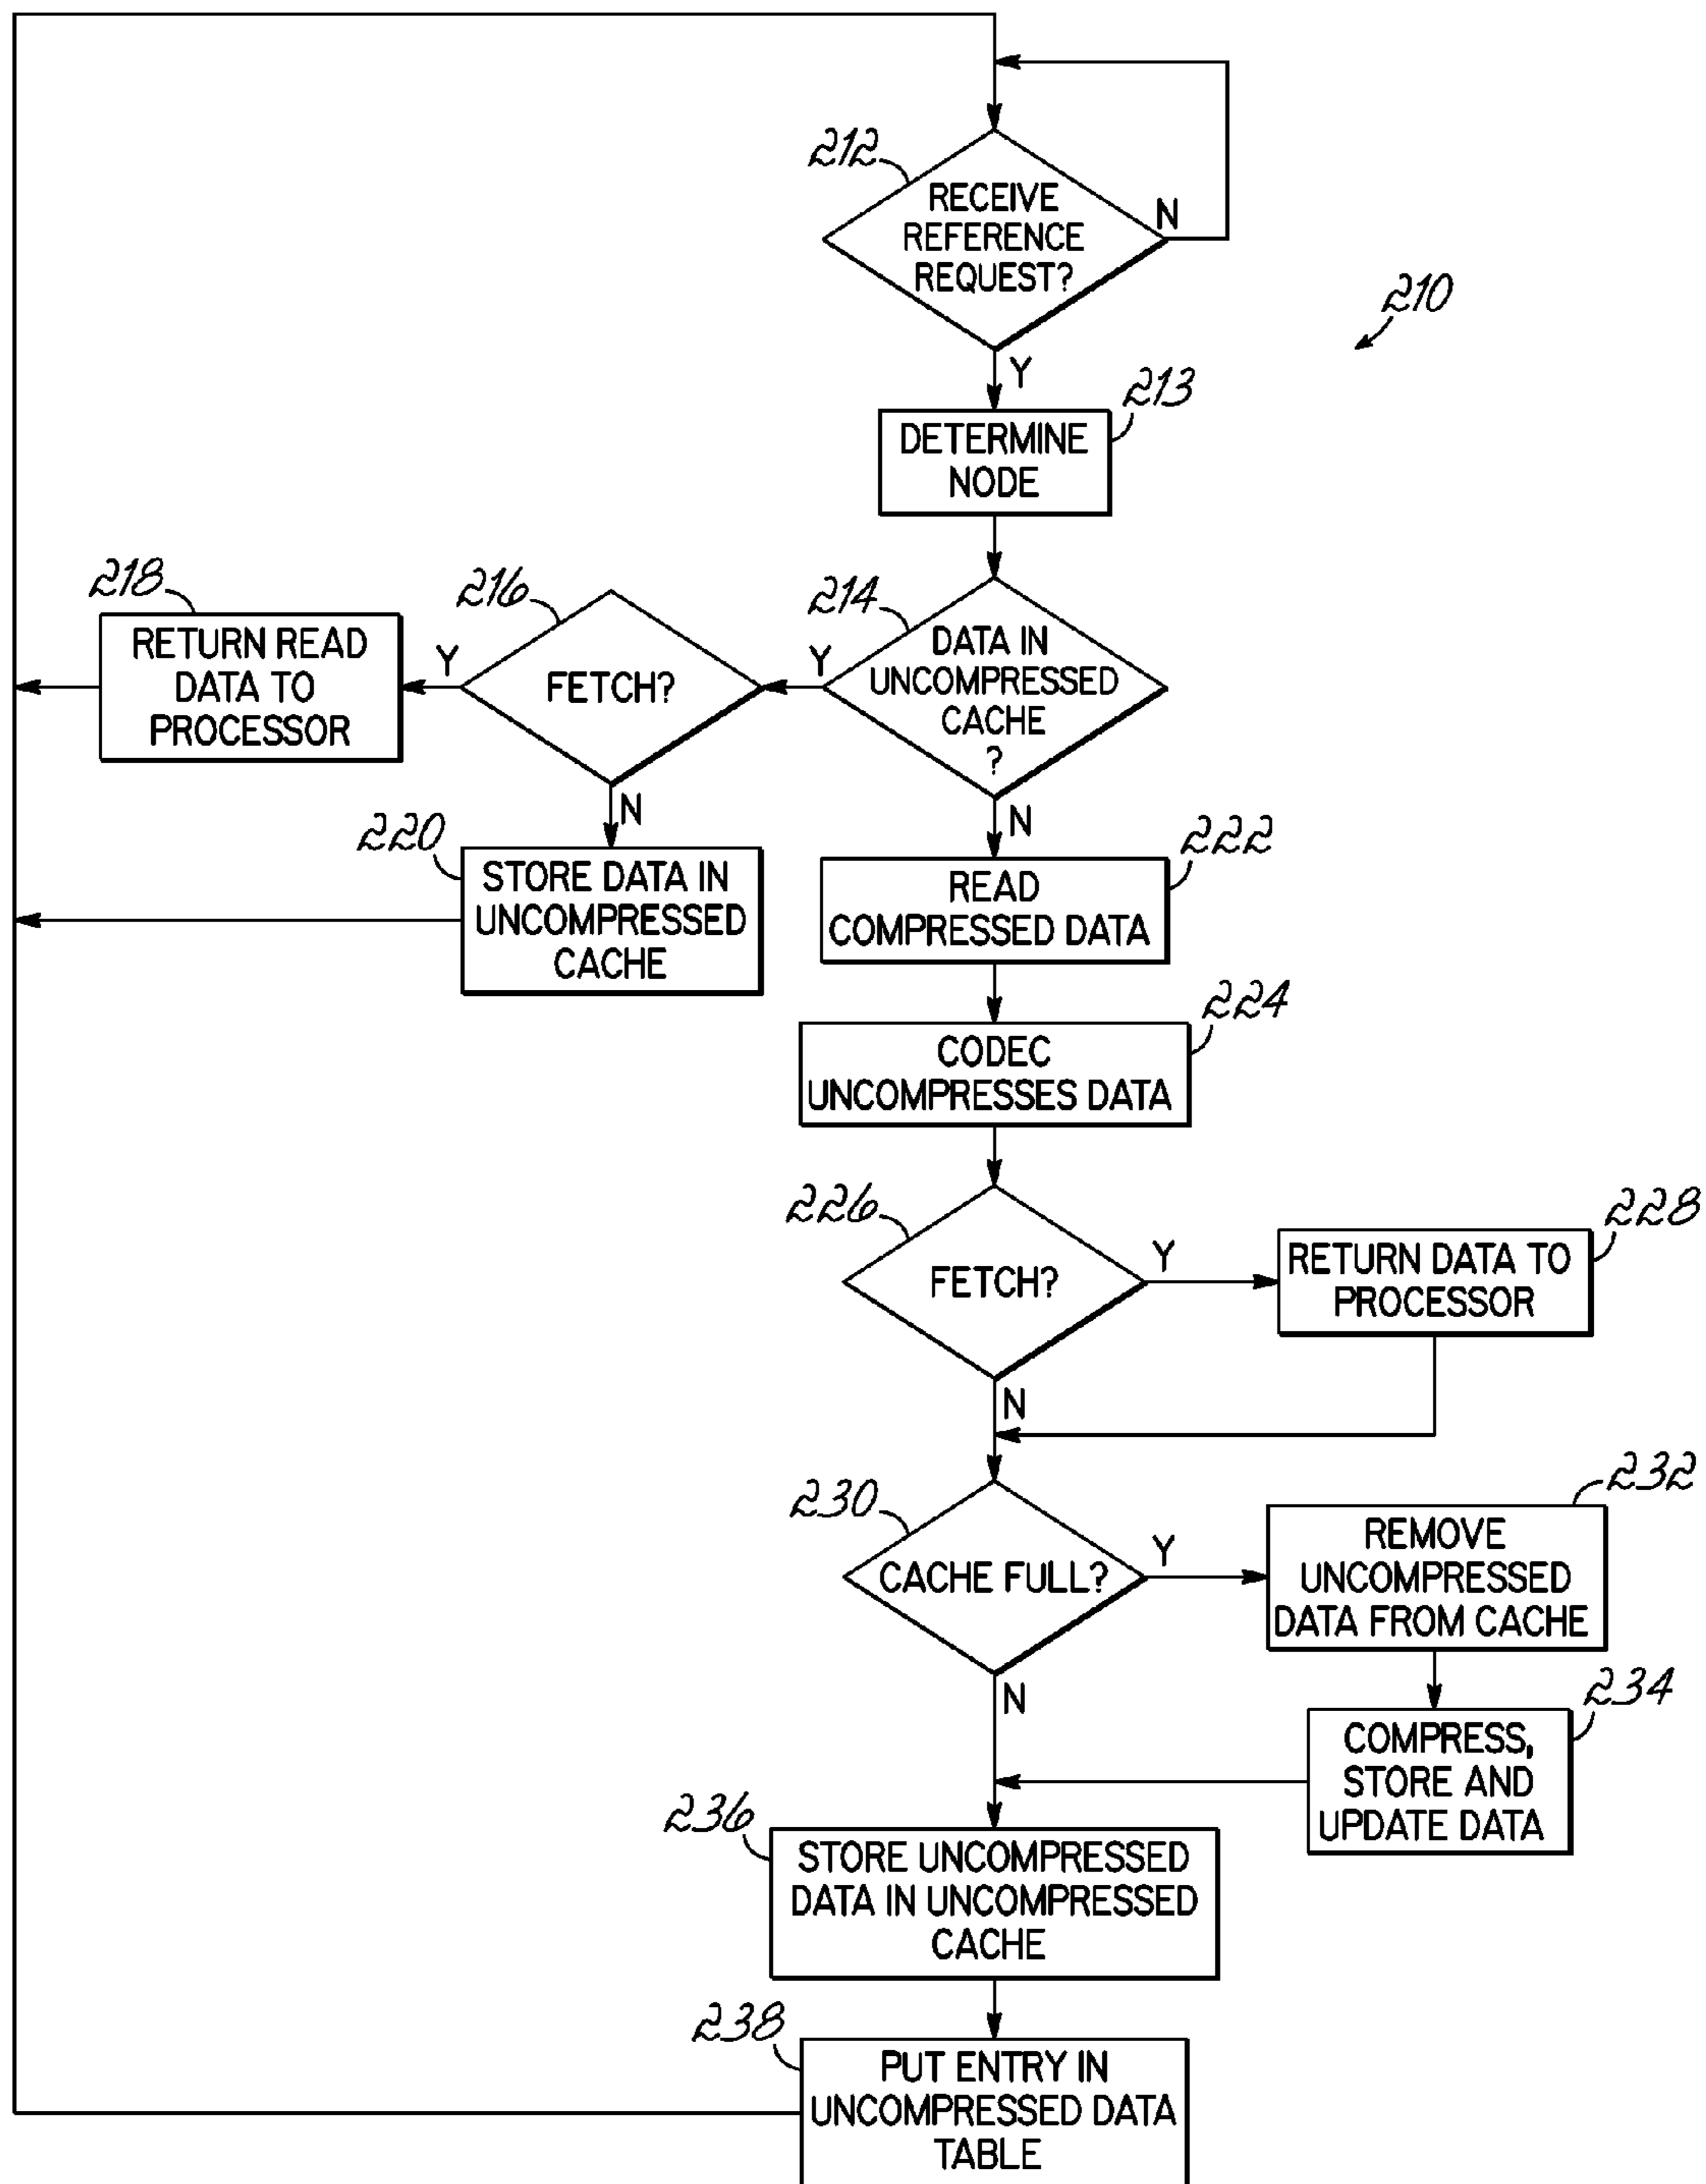 212
RECEIVE
REFERENCE
REQUEST?
N
210
Y
213
DETERMINE
NODE
218
RETURN READ
DATA TO
PROCESSOR
Y
216
FETCH?
Y
214
DATA IN
UNCOMPRESSED
CACHE
?
N
220
STORE DATA IN
UNCOMPRESSED
CACHE
N
222
READ
COMPRESSED DATA
224
CODEC
UNCOMPRESSES DATA
226
FETCH?
Y
228
RETURN DATA TO
PROCESSOR
N
230
CACHE FULL?
Y
232
REMOVE
UNCOMPRESSED
DATA FROM CACHE
N
234
COMPRESS,
STORE AND
UPDATE DATA
236
STORE UNCOMPRESSED
DATA IN UNCOMPRESSED
CACHE
238
PUT ENTRY IN
UNCOMPRESSED DATA
TABLE